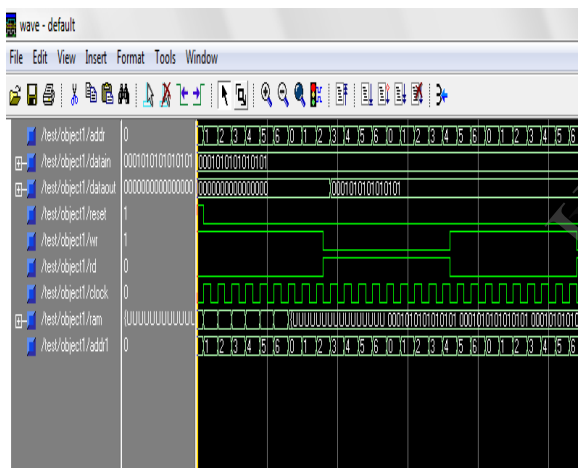 wave - default
File Edit View Insert Format Tools Window
/test/object1/addr 0 1 2 3 4 5 6 0 1 2 3 4 5 6 0 1 2 3 4 5 6 0 1 2 3 4 5 6
/test/object1/datain 0001010101010101 0001010101010101
/test/object1/dataout 0000000000000000 0000000000000000 0001010101010101
/test/object1/reset 1
/test/object1/wr 1
/test/object1/rd 0
/test/object1/clock 0
/test/object1/ram {UUUUUUUUUUUU {UUUUUUUUUUUUUUUU 0001010101010101 0001010101010101 000101010101C
/test/object1/addr1 0 1 2 3 4 5 6 0 1 2 3 4 5 6 0 1 2 3 4 5 6 0 1 2 3 4 5 6